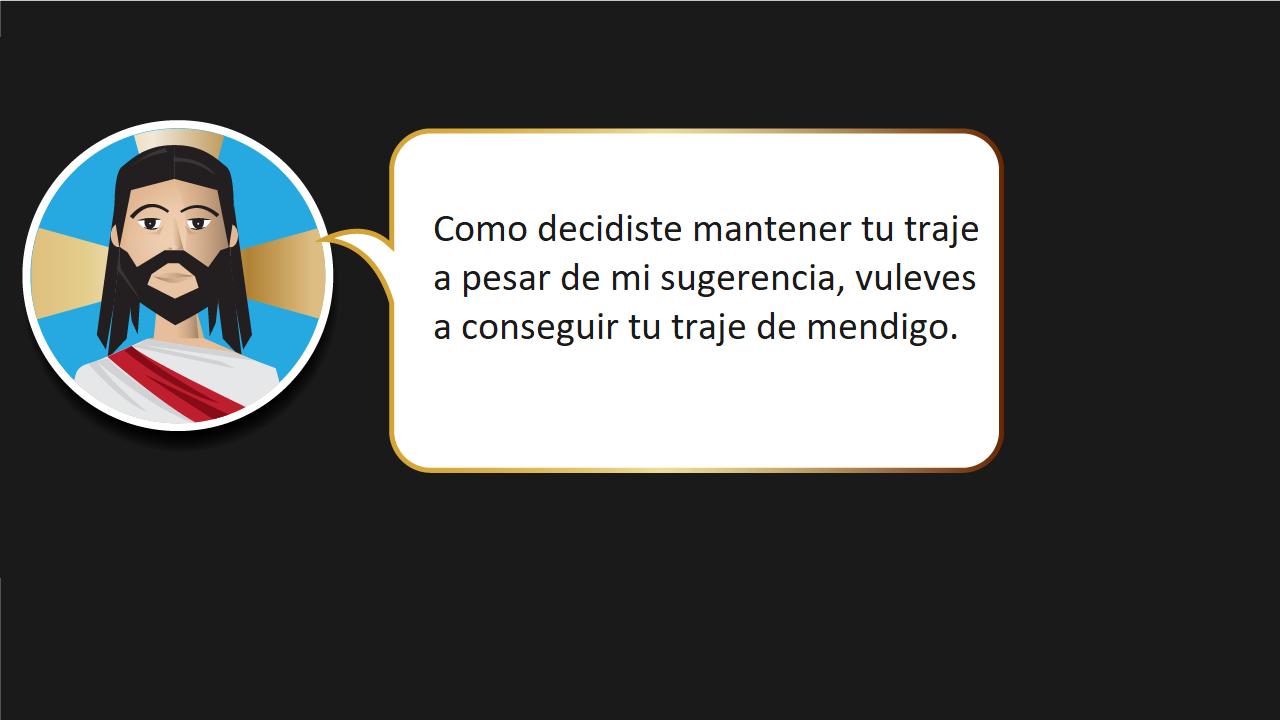 Como decidiste mantener tu traje
a pesar de mi sugerencia, vuleves
a conseguir tu traje de mendigo.